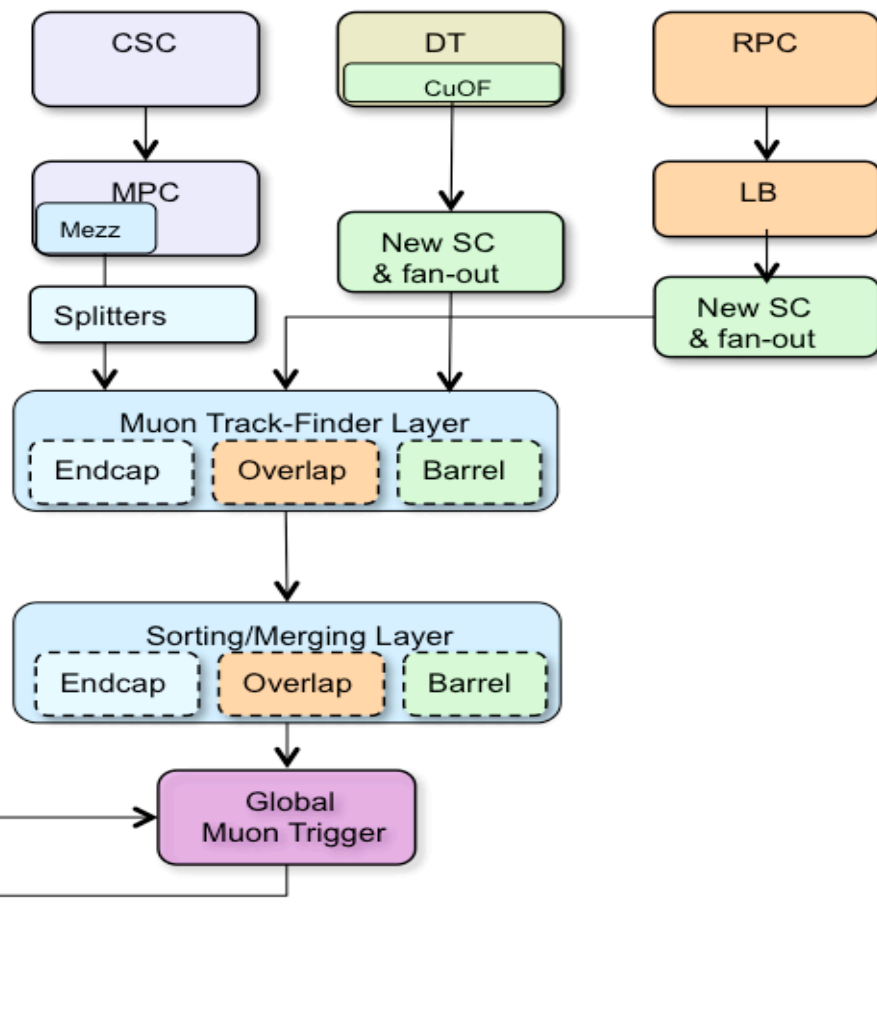 CSC
DT
RPC
CuOF
MPC
LB
Mezz
New SC
& fan-out
Splitters
New SC
& fan-out
Muon Track-Finder Layer
Endcap
Overlap
Barrel
Sorting/Merging Layer
Endcap
Overlap
Barrel
Global
Muon Trigger